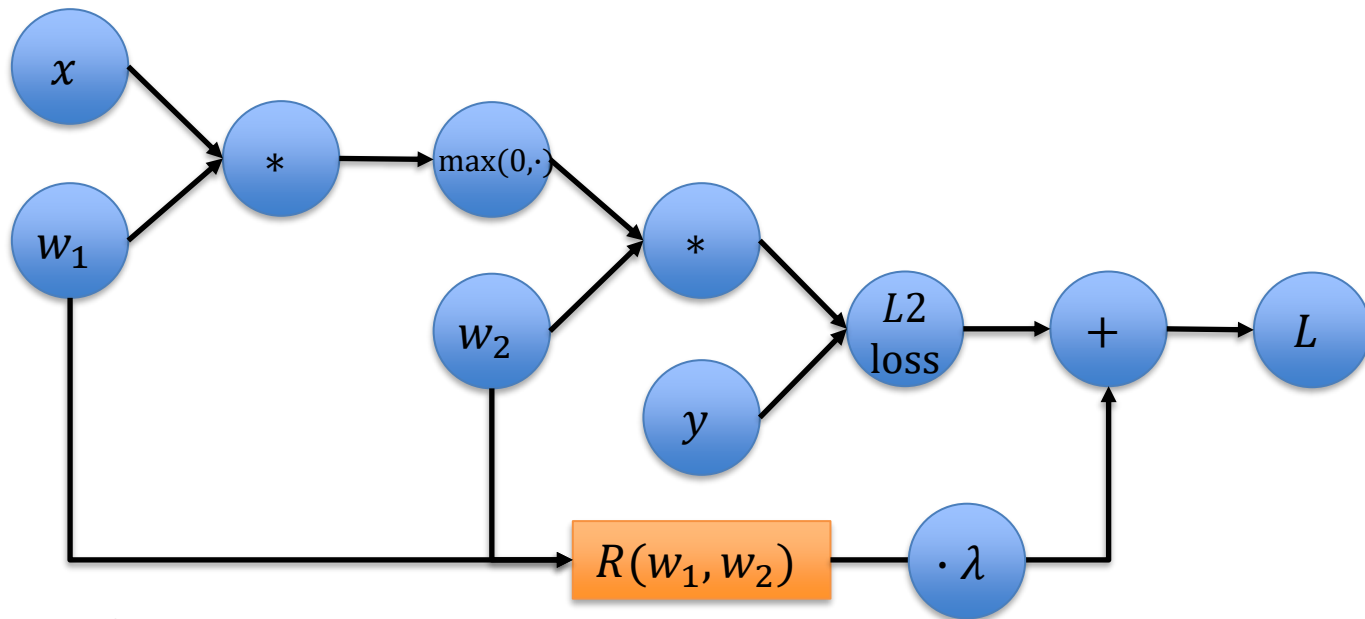 x
*
max(0,·)
w₁
*
w₂
L2
loss
+
L
y
R(w₁, w₂)
· λ